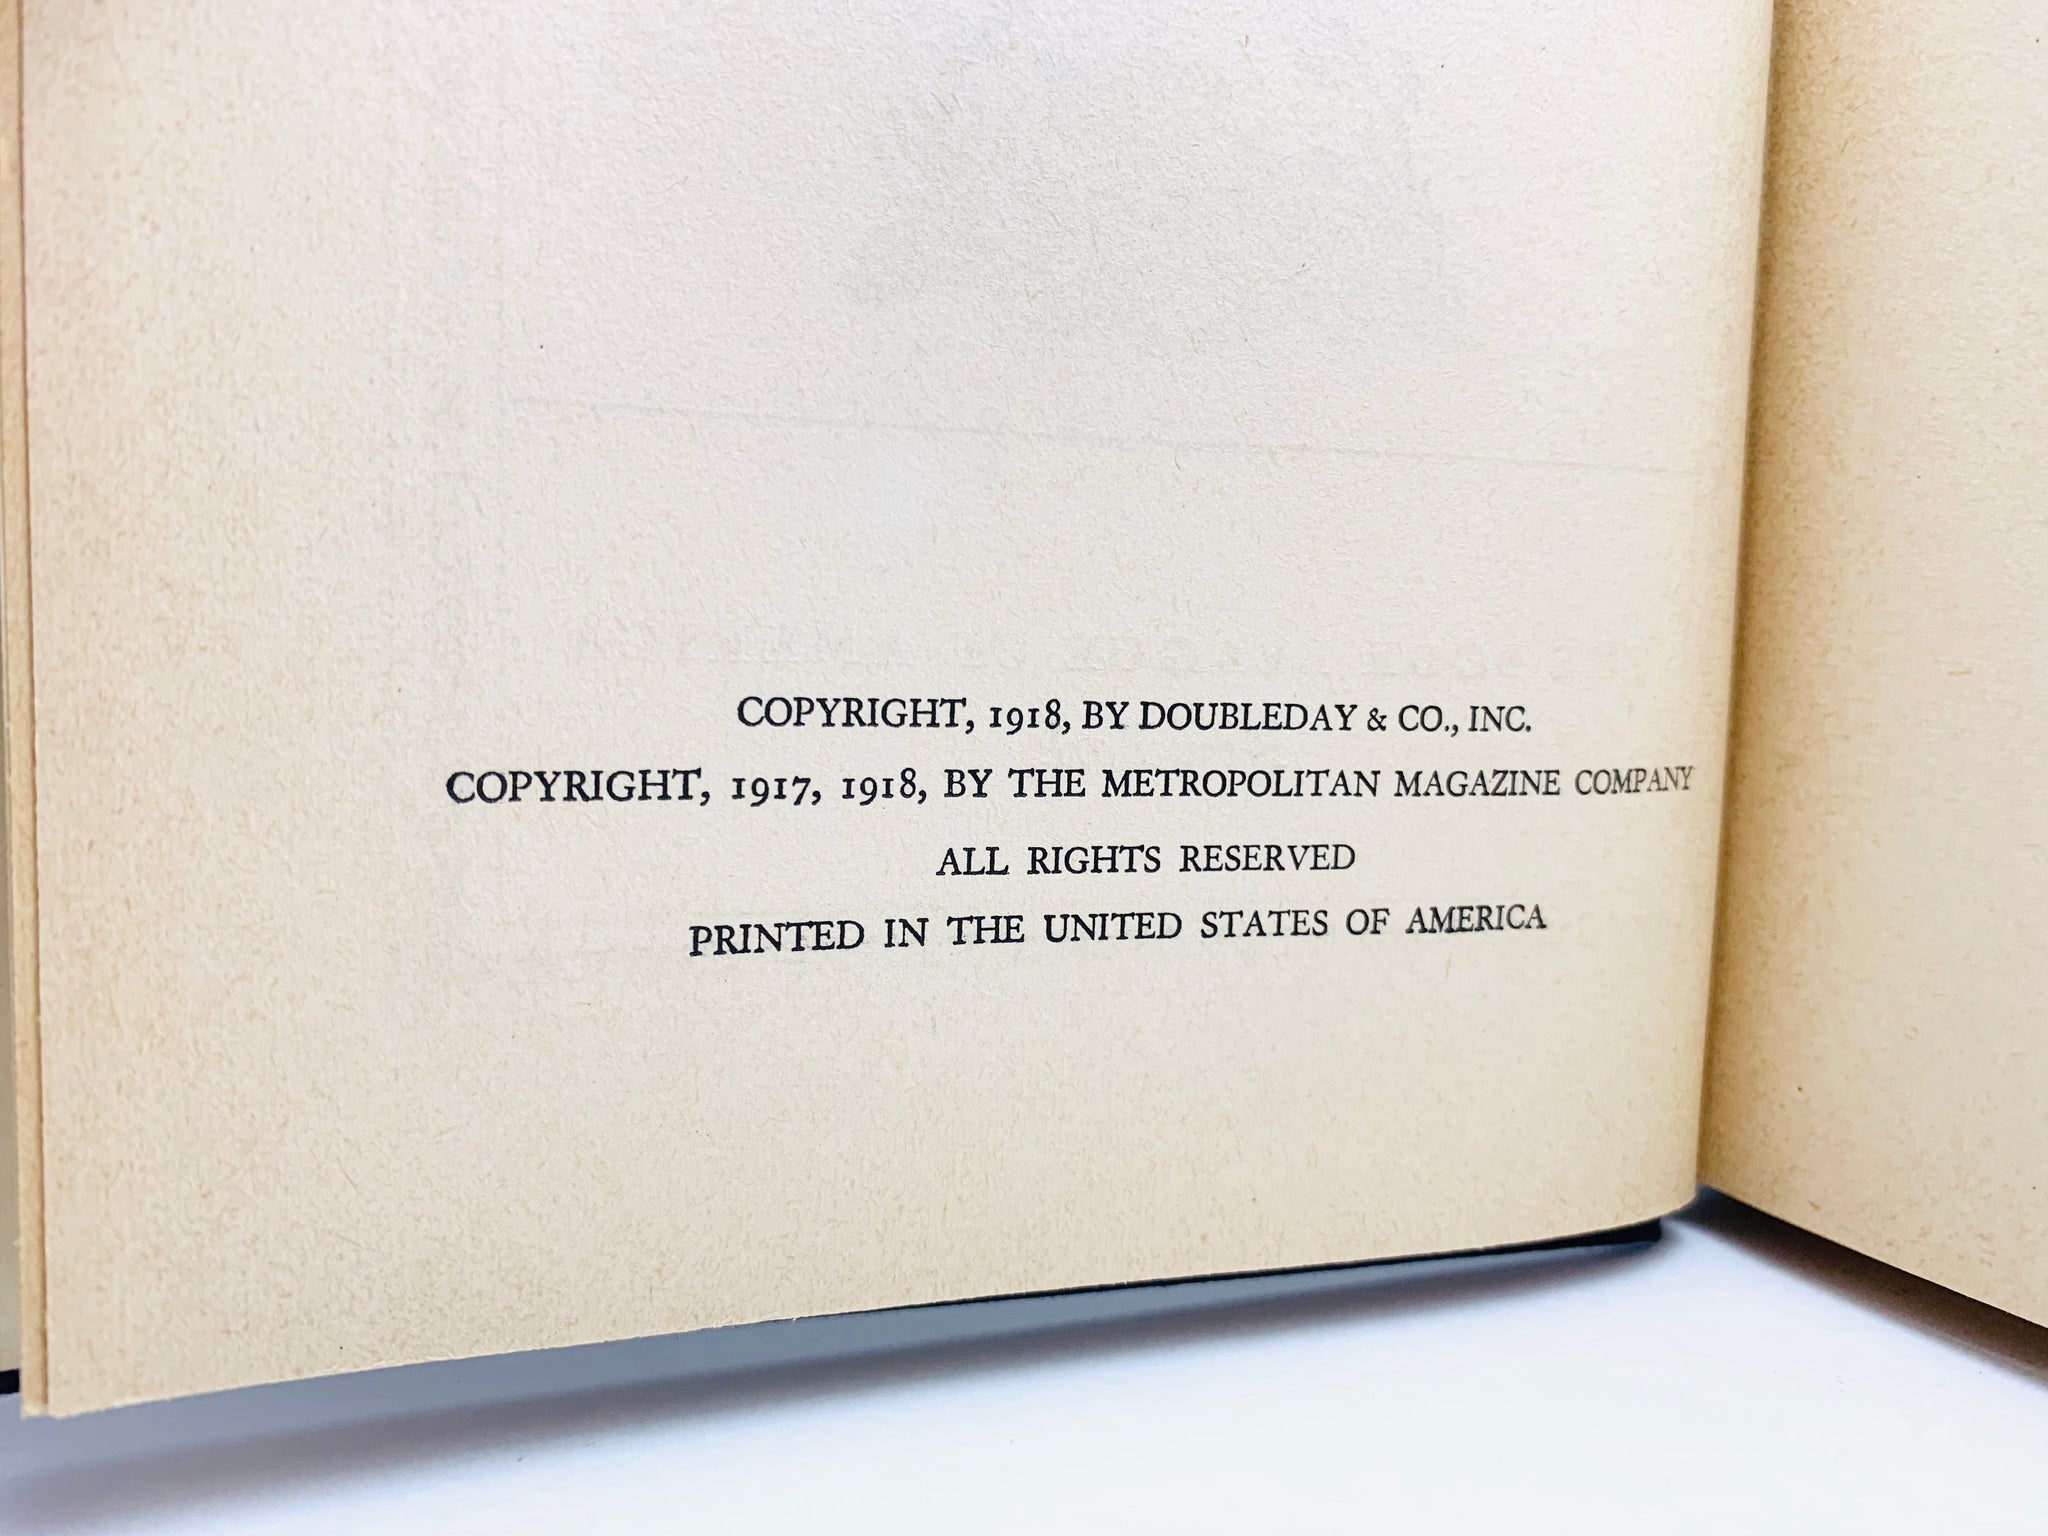 COPYRIGHT, 1918, BY DOUBLEDAY & CO., INC.
COPYRIGHT, 1917, 1918, BY THE METROPOLITAN MAGAZINE COMPANY
ALL RIGHTS RESERVED
PRINTED IN THE UNITED STATES OF AMERICA